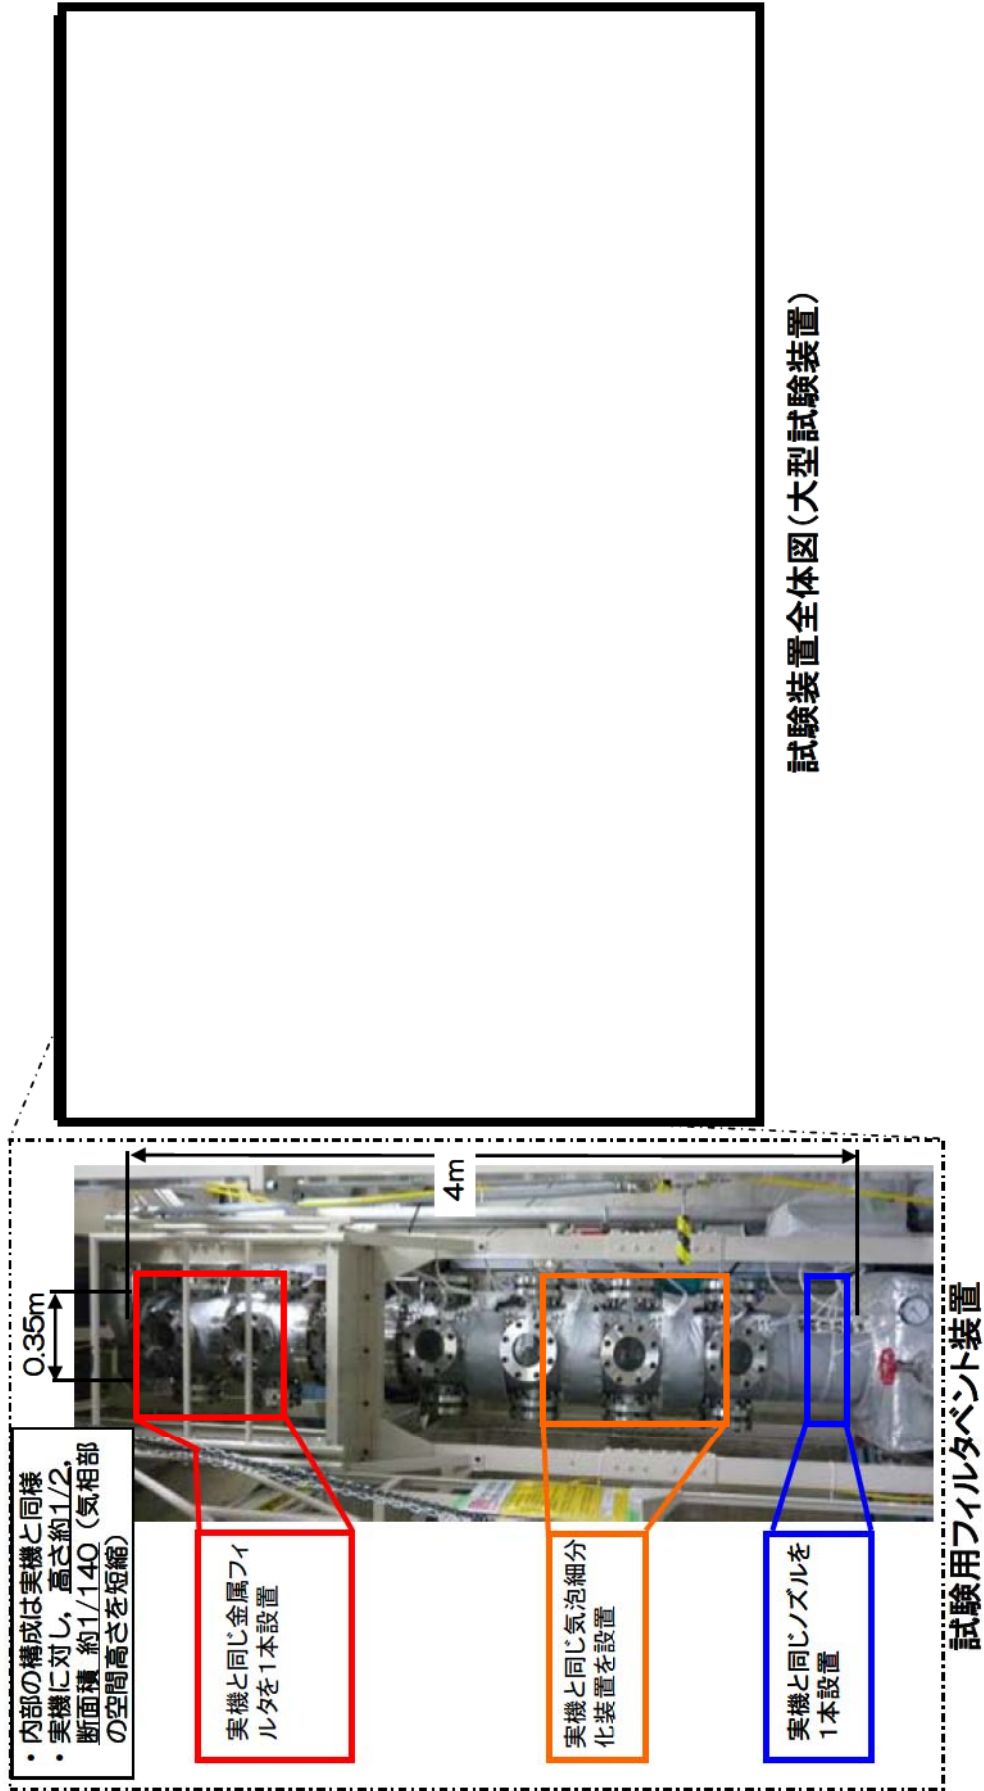 ・内部の構成は実機と同様
・実機に対し，高さ約1/2，
断面積 約1/140（気相部
の空間高さを短縮）
0.35m
4m
実機と同じ金属フィ
ルタを1本設置
実機と同じ気泡細分
化装置を設置
実機と同じノズルを
1本設置
試験用フィルタベント装置
試験装置全体図（大型試験装置）